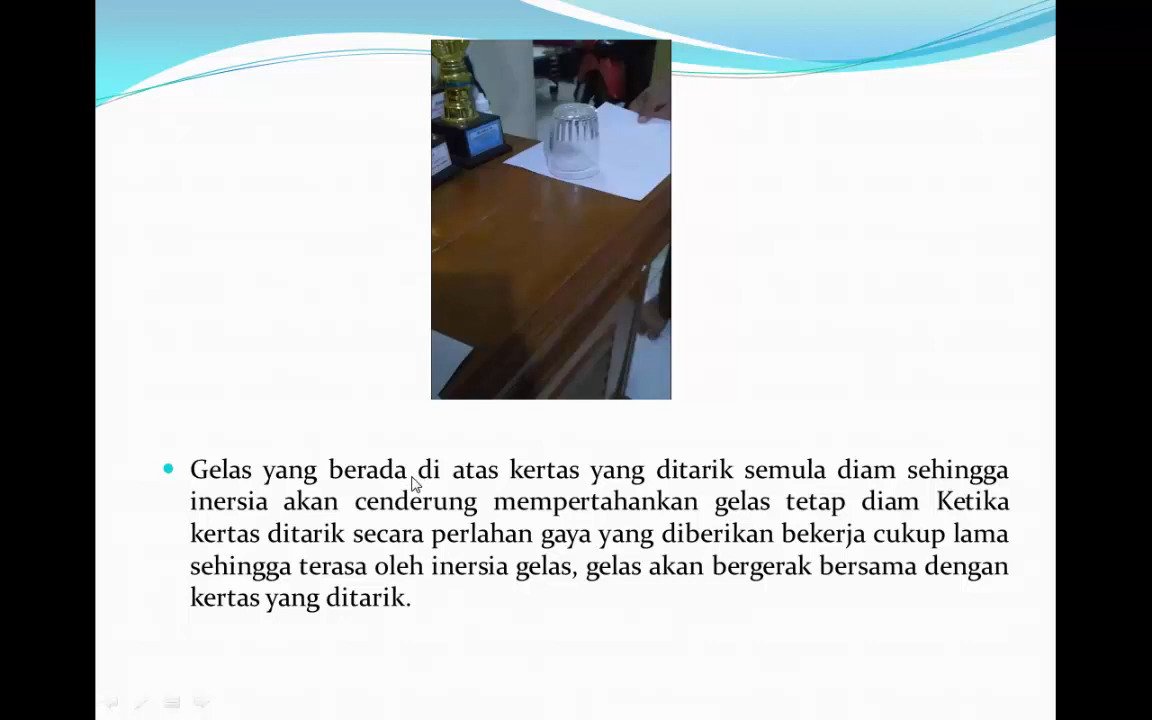 Gelas yang berada di atas kertas yang ditarik semula diam sehingga
inersia akan cenderung mempertahankan gelas tetap diam Ketika
kertas ditarik secara perlahan gaya yang diberikan bekerja cukup lama
sehingga terasa oleh inersia gelas, gelas akan bergerak bersama dengan
kertas yang ditarik.